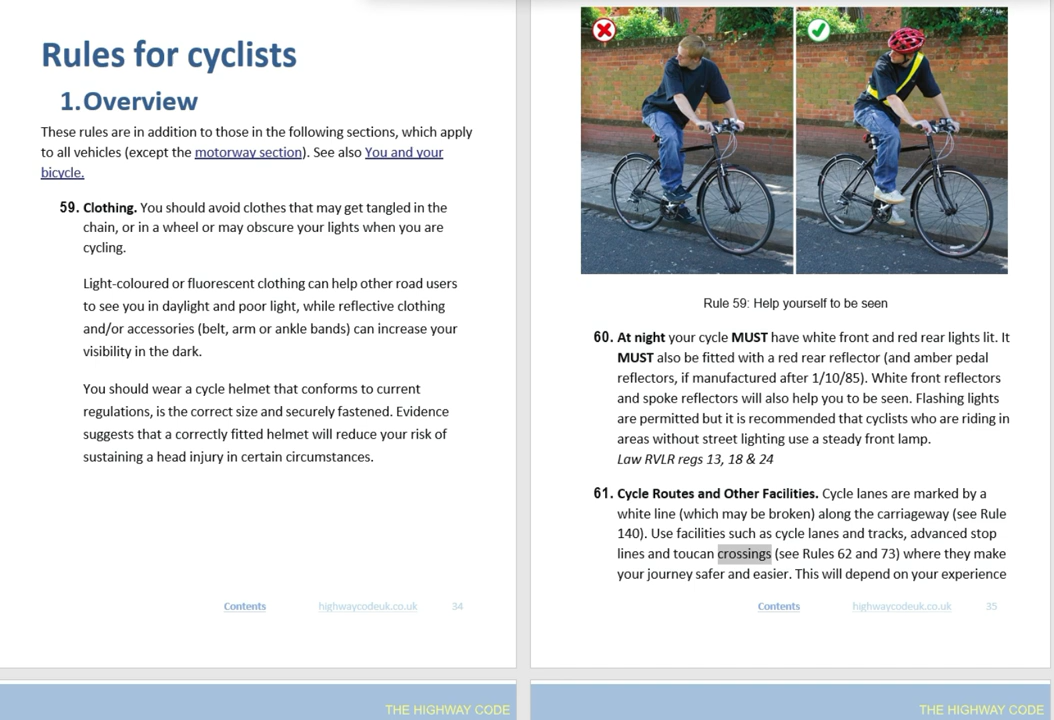 Rules for cyclists
1.Overview
These rules are in addition to those in the following sections, which apply
to all vehicles (except the motorway section). See also You and your
bicycle.
59. Clothing. You should avoid clothes that may get tangled in the
chain, or in a wheel or may obscure your lights when you are
cycling.
Light-coloured or fluorescent clothing can help other road users
to see you in daylight and poor light, while reflective clothing
and/or accessories (belt, arm or ankle bands) can increase your
visibility in the dark.
You should wear a cycle helmet that conforms to current
regulations, is the correct size and securely fastened. Evidence
suggests that a correctly fitted helmet will reduce your risk of
sustaining a head injury in certain circumstances.
Contents highwaycodeuk.co.uk 34
Rule 59: Help yourself to be seen
60. At night your cycle MUST have white front and red rear lights lit. It
MUST also be fitted with a red rear reflector (and amber pedal
reflectors, if manufactured after 1/10/85). White front reflectors
and spoke reflectors will also help you to be seen. Flashing lights
are permitted but it is recommended that cyclists who are riding in
areas without street lighting use a steady front lamp.
Law RVLR regs 13, 18 & 24
61. Cycle Routes and Other Facilities. Cycle lanes are marked by a
white line (which may be broken) along the carriageway (see Rule
140). Use facilities such as cycle lanes and tracks, advanced stop
lines and toucan crossings (see Rules 62 and 73) where they make
your journey safer and easier. This will depend on your experience
Contents highwaycodeuk.co.uk 35
THE HIGHWAY CODE
THE HIGHWAY CODE